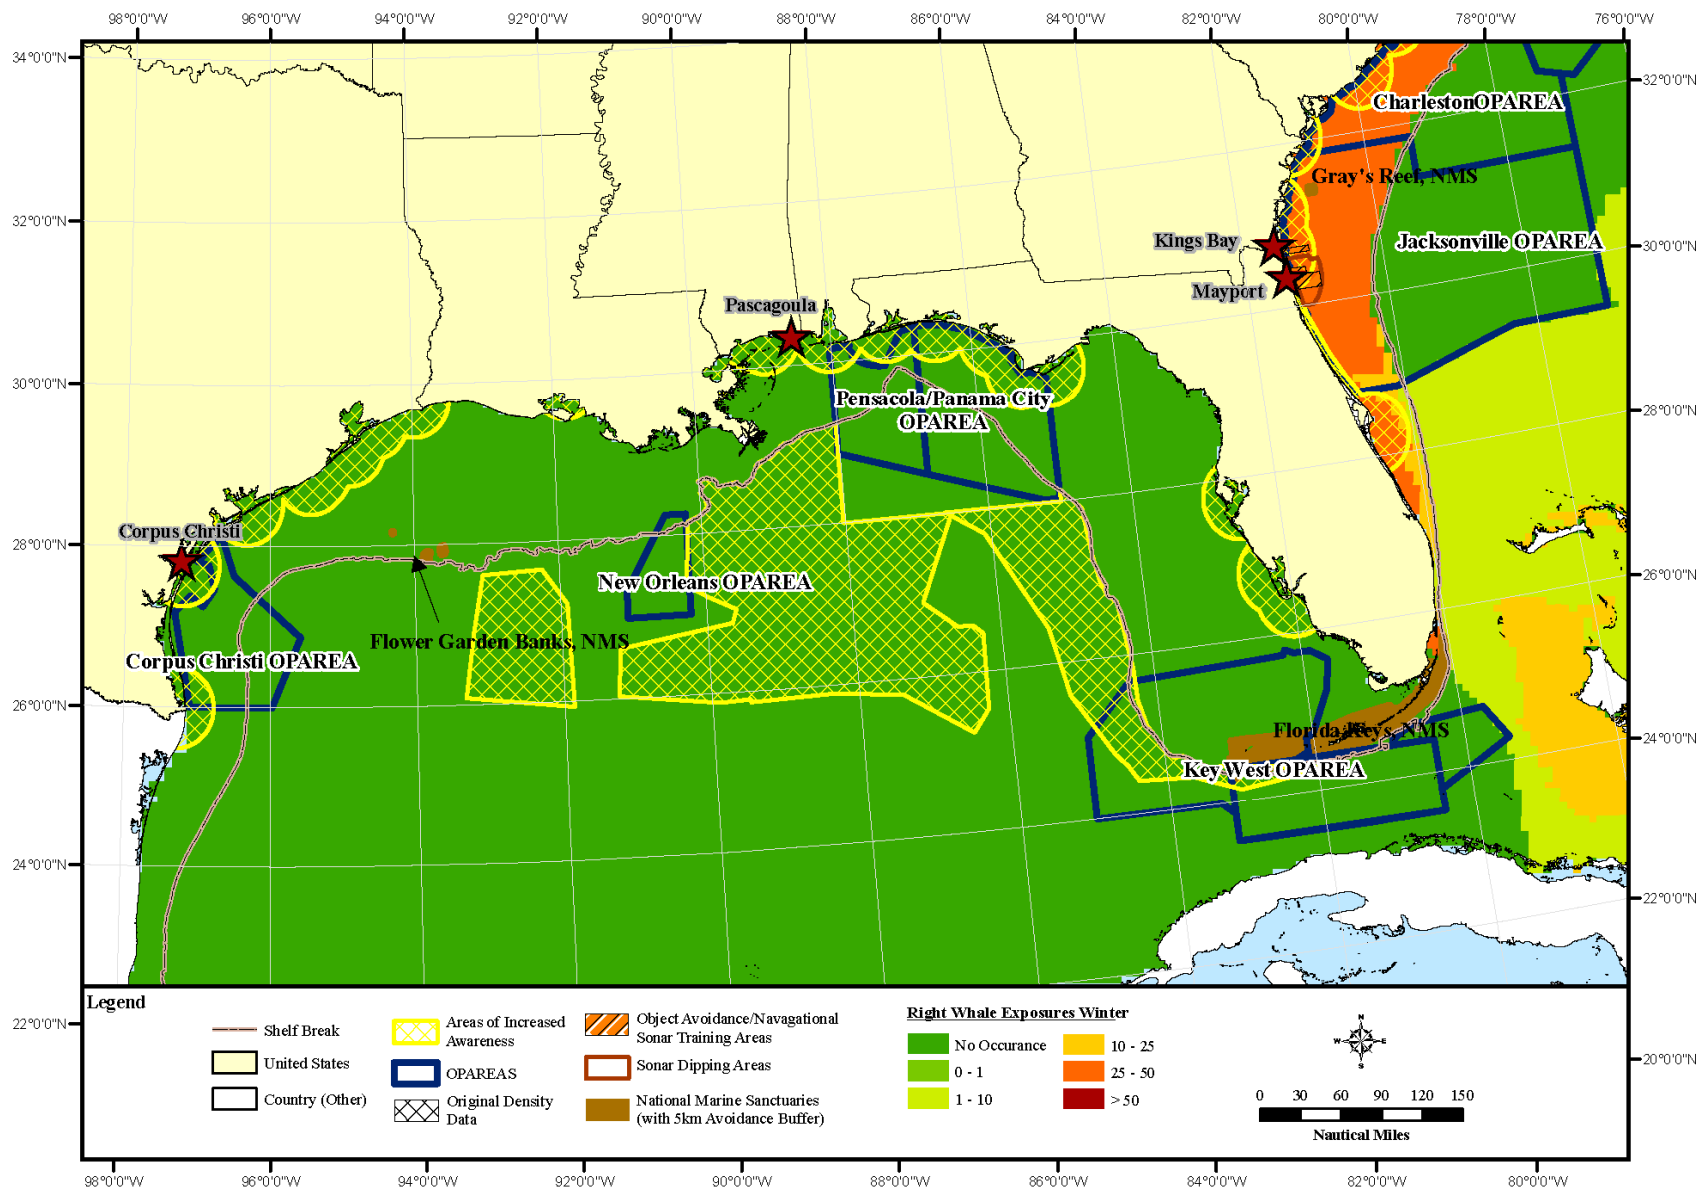 98°0'0"W 96°0'0"W 94°0'0"W 92°0'0"W 90°0'0"W 88°0'0"W 86°0'0"W 84°0'0"W 82°0'0"W 80°0'0"W 78°0'0"W 76°0'0"W
34°0'0"N
32°0'0"N
CharlestonOPAREA
Gray's Reef, NMS
32°0'0"N
Kings Bay
Jacksonville OPAREA
30°0'0"N
Mayport
Pascagoula
30°0'0"N
Pensacola/Panama City
OPAREA
28°0'0"N
Corpus Christi
28°0'0"N
New Orleans OPAREA
26°0'0"N
Flower Garden Banks, NMS
Corpus Christi OPAREA
26°0'0"N
Florida Keys, NMS
24°0'0"N
Key West OPAREA
24°0'0"N
22°0'0"N
Legend
22°0'0"N
20°0'0"N
Shelf Break
United States
Country (Other)
Areas of Increased
Awareness
OPAREAS
Original Density
Data
Object Avoidance/Navagational
Sonar Training Areas
Sonar Dipping Areas
National Marine Sanctuaries
(with 5km Avoidance Buffer)
Right Whale Exposures Winter
No Occurance
0 - 1
1 - 10
10 - 25
25 - 50
> 50
N
W E
S
0 30 60 90 120 150
Nautical Miles
98°0'0"W 96°0'0"W 94°0'0"W 92°0'0"W 90°0'0"W 88°0'0"W 86°0'0"W 84°0'0"W 82°0'0"W 80°0'0"W